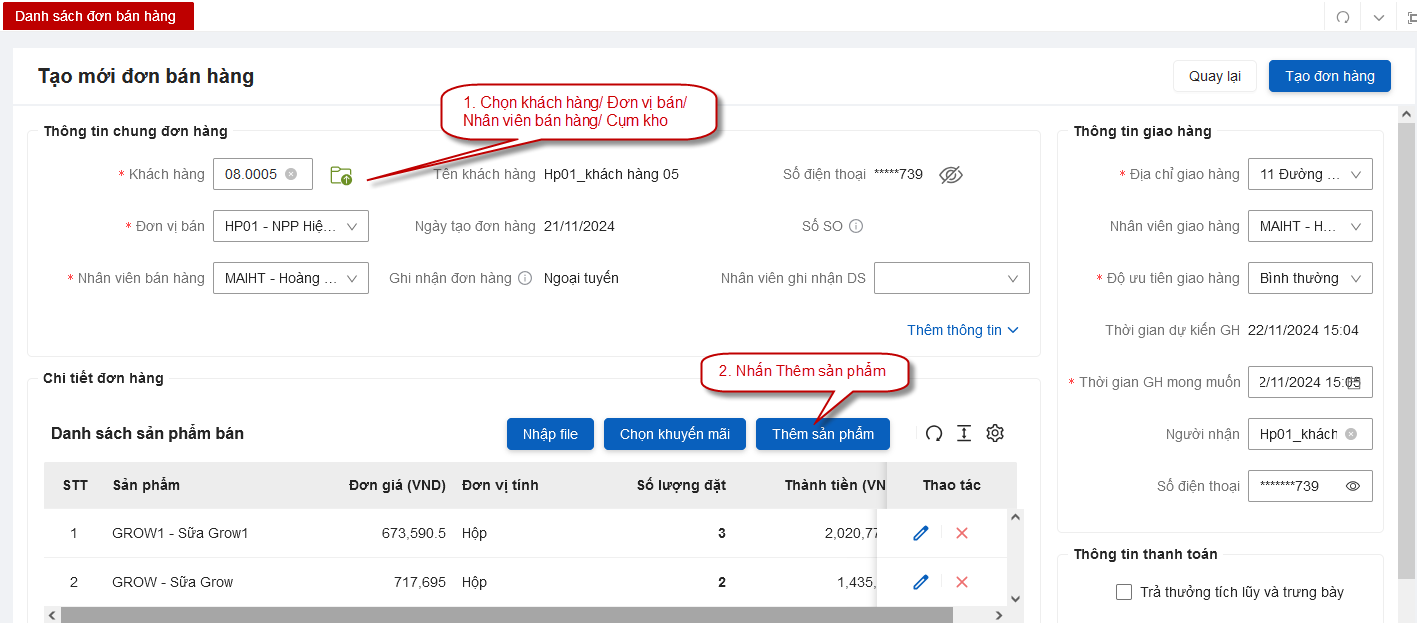 Danh sách đơn bán hàng
Tạo mới đơn bán hàng
Quay lại
Tạo đơn hàng
1. Chọn khách hàng/ Đơn vị bán/
Nhân viên bán hàng/ Cụm kho
Thông tin chung đơn hàng
* Khách hàng 08.0005
Tên khách hàng Hp01_khách hàng 05
Số điện thoại *****739
* Đơn vị bán HP01 - NPP Hiệ...
Ngày tạo đơn hàng 21/11/2024
Số SO
* Nhân viên bán hàng MAIHT - Hoàng ...
Ghi nhận đơn hàng Ngoại tuyến
Nhân viên ghi nhận DS
Thêm thông tin
Thông tin giao hàng
* Địa chỉ giao hàng 11 Đường ...
Nhân viên giao hàng MAIHT - H...
* Độ ưu tiên giao hàng Bình thường
Thời gian dự kiến GH 22/11/2024 15:04
* Thời gian GH mong muốn 2/11/2024 15:05
Người nhận Hp01_khách
Số điện thoại *******739
Thông tin thanh toán
Trả thưởng tích lũy và trưng bày
2. Nhấn Thêm sản phẩm
Chi tiết đơn hàng
Danh sách sản phẩm bán
Nhập file
Chọn khuyến mãi
Thêm sản phẩm
STT Sản phẩm Đơn giá (VND) Đơn vị tính Số lượng đặt Thành tiền (VN Thao tác
1 GROW1 - Sữa Grow1 673,590.5 Hộp 3 2,020,77
2 GROW - Sữa Grow 717,695 Hộp 2 1,435,